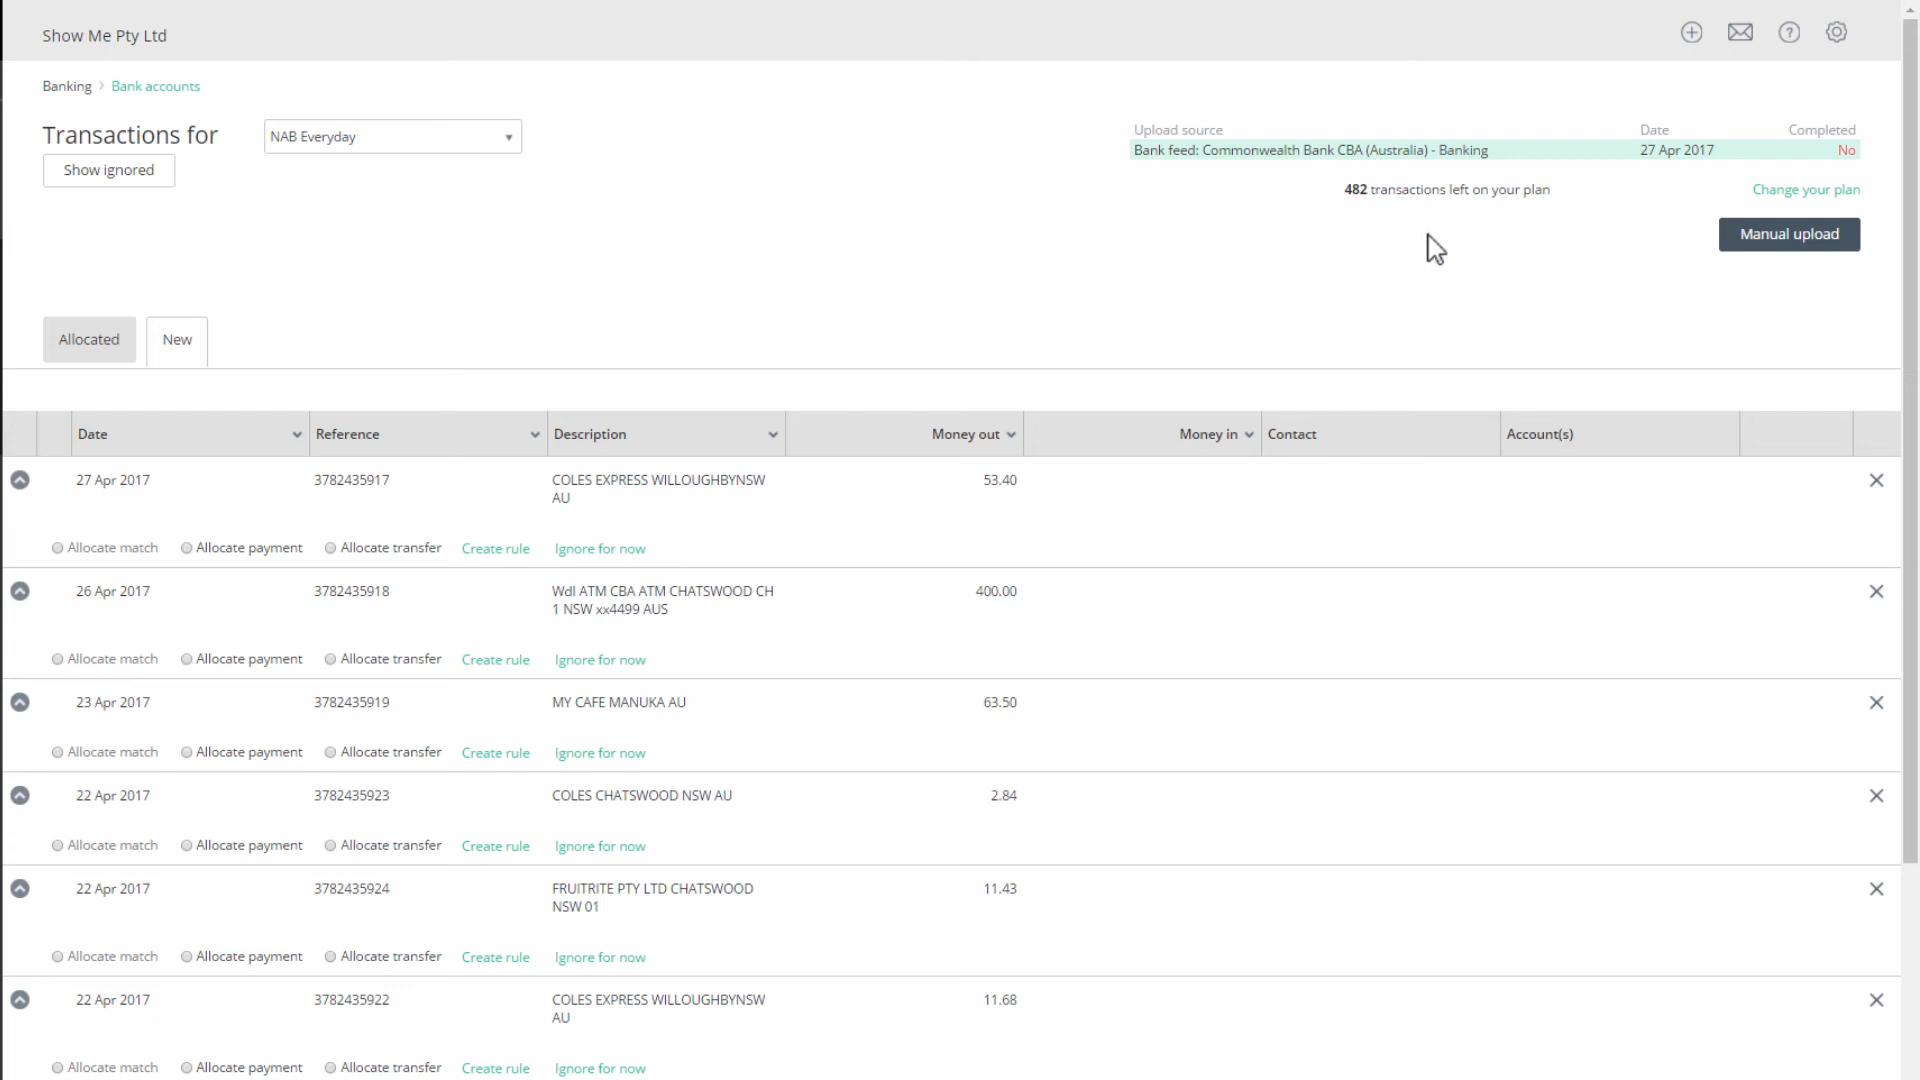 Show Me Pty Ltd
Banking > Bank accounts
Transactions for NAB Everyday
Show ignored
Upload source Date Completed
Bank feed: Commonwealth Bank CBA (Australia) - Banking 27 Apr 2017 No
482 transactions left on your plan Change your plan
Manual upload
Allocated New
Date Reference Description Money out Money in Contact Account(s)
27 Apr 2017 3782435917 COLES EXPRESS WILLOUGHBYNSW 53.40
AU
Allocate match Allocate payment Allocate transfer Create rule Ignore for now
26 Apr 2017 3782435918 Wdl ATM CBA ATM CHATSWOOD CH 400.00
1 NSW xx4499 AUS
Allocate match Allocate payment Allocate transfer Create rule Ignore for now
23 Apr 2017 3782435919 MY CAFE MANUKA AU 63.50
Allocate match Allocate payment Allocate transfer Create rule Ignore for now
22 Apr 2017 3782435923 COLES CHATSWOOD NSW AU 2.84
Allocate match Allocate payment Allocate transfer Create rule Ignore for now
22 Apr 2017 3782435924 FRUITRITE PTY LTD CHATSWOOD 11.43
NSW 01
Allocate match Allocate payment Allocate transfer Create rule Ignore for now
22 Apr 2017 3782435922 COLES EXPRESS WILLOUGHBYNSW 11.68
AU
Allocate match Allocate payment Allocate transfer Create rule Ignore for now